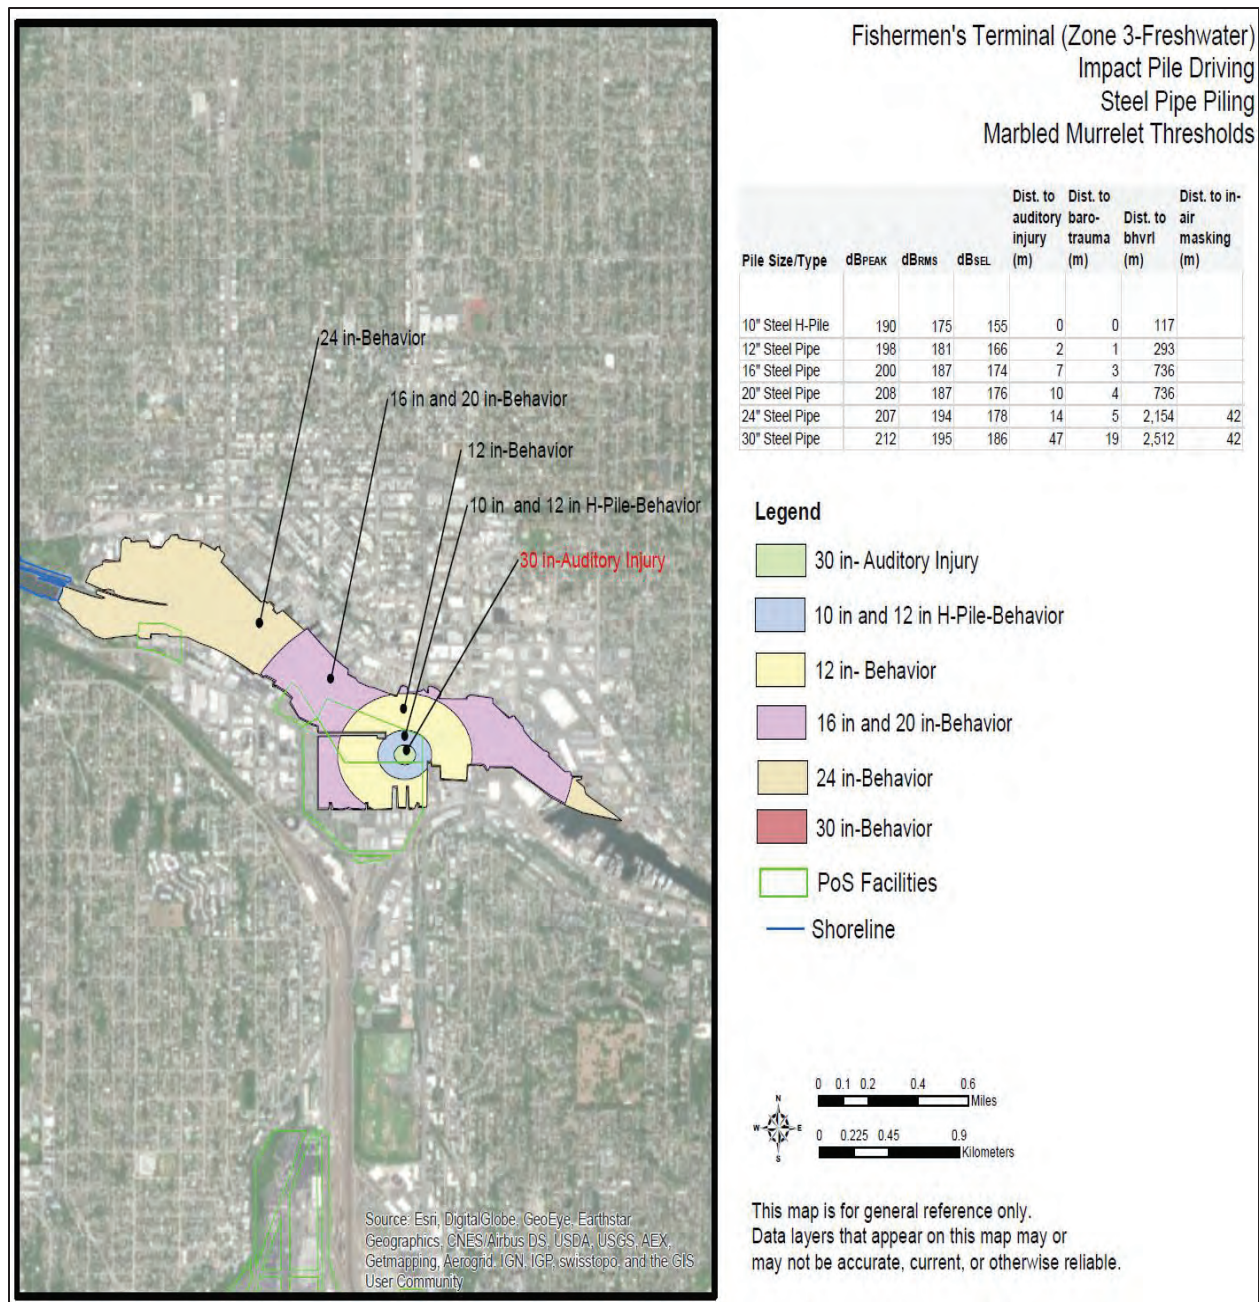 Fishermen's Terminal (Zone 3-Freshwater)
Impact Pile Driving
Steel Pipe Piling
Marbled Murrelet Thresholds
Pile Size/Type dBPEAK dBRMS dBSEL Dist. to auditory injury (m) Dist. to baro-trauma (m) Dist. to bhvrl (m) Dist. to in-air masking (m)
10" Steel H-Pile 190 175 155 0 0 117
12" Steel Pipe 198 181 166 2 1 293
16" Steel Pipe 200 187 174 7 3 736
20" Steel Pipe 208 187 176 10 4 736
24" Steel Pipe 207 194 178 14 5 2,154 42
30" Steel Pipe 212 195 186 47 19 2,512 42
24 in-Behavior
16 in and 20 in-Behavior
12 in-Behavior
10 in and 12 in H-Pile-Behavior
30 in-Auditory Injury
Legend
30 in- Auditory Injury
10 in and 12 in H-Pile-Behavior
12 in- Behavior
16 in and 20 in-Behavior
24 in-Behavior
30 in-Behavior
PoS Facilities
Shoreline
N
W E
S
0 0.1 0.2 0.4 0.6
Miles
0 0.225 0.45 0.9
Kilometers
Source: Esri, DigitalGlobe, GeoEye, Earthstar
Geographics, CNES/Airbus DS, USDA, USGS, AEX,
Getmapping, Aerogrid, IGN, IGP, swisstopo, and the GIS
User Community
This map is for general reference only.
Data layers that appear on this map may or
may not be accurate, current, or otherwise reliable.